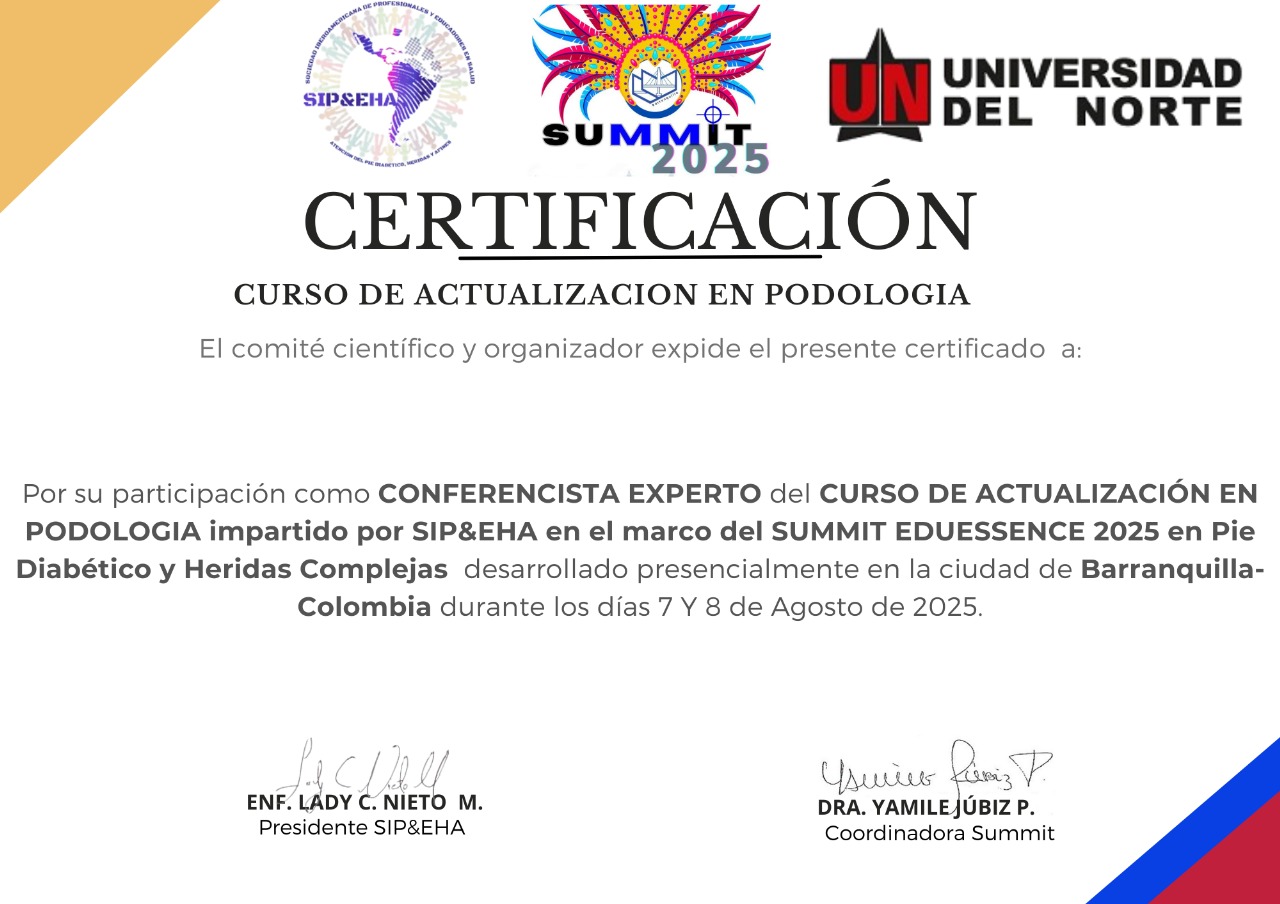 SOCIEDAD IBEROAMERICANA DE PROFESIONALES Y EDUCADORES EN SALUD
SIP&EHA
ATENCION DEL PIE DIABETICO, HERIDAS Y AFINES
SUMMIT
2025
UN UNIVERSIDAD
DEL NORTE
CERTIFICACIÓN
CURSO DE ACTUALIZACION EN PODOLOGIA
El comité científico y organizador expide el presente certificado a:
Por su participación como CONFERENCISTA EXPERTO del CURSO DE ACTUALIZACIÓN EN
PODOLOGIA impartido por SIP&EHA en el marco del SUMMIT EDUESSENCE 2025 en Pie
Diabético y Heridas Complejas desarrollado presencialmente en la ciudad de Barranquilla-
Colombia durante los días 7 Y 8 de Agosto de 2025.
ENF. LADY C. NIETO M.
Presidente SIP&EHA
DRA. YAMILE JÚBIZ P.
Coordinadora Summit